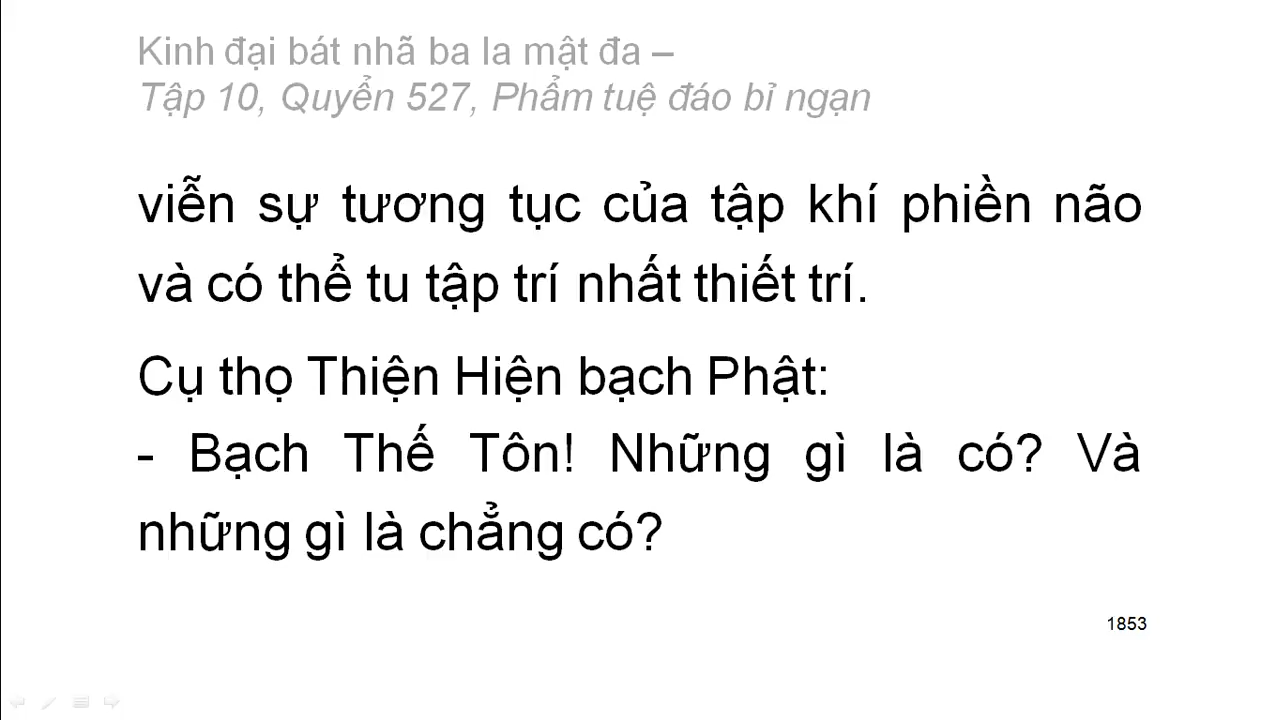 Kinh đại bát nhã ba la mật đa –
Tập 10, Quyển 527, Phẩm tuệ đáo bỉ ngạn
viễn sự tương tục của tập khí phiền não
và có thể tu tập trí nhất thiết trí.
Cụ thọ Thiện Hiện bạch Phật:
- Bạch Thế Tôn! Những gì là có? Và
những gì là chẳng có?
1853